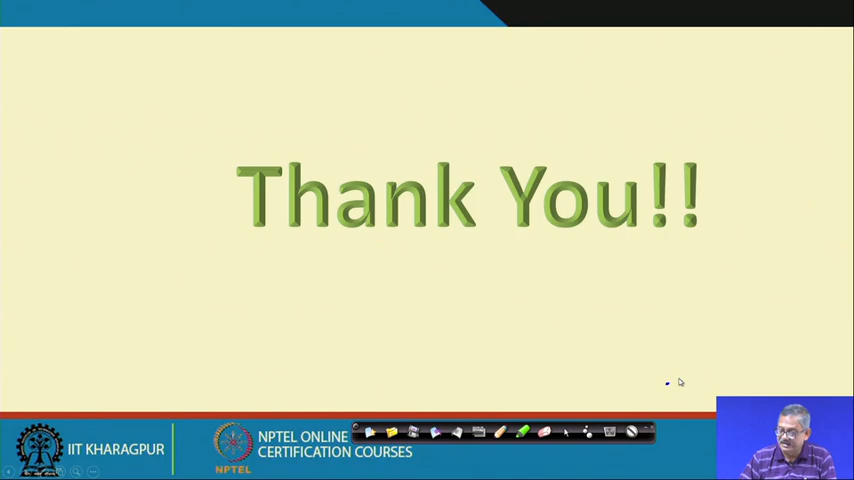 Thank You!!
IIT KHARAGPUR
NPTEL
NPTEL ONLINE
CERTIFICATION COURSES